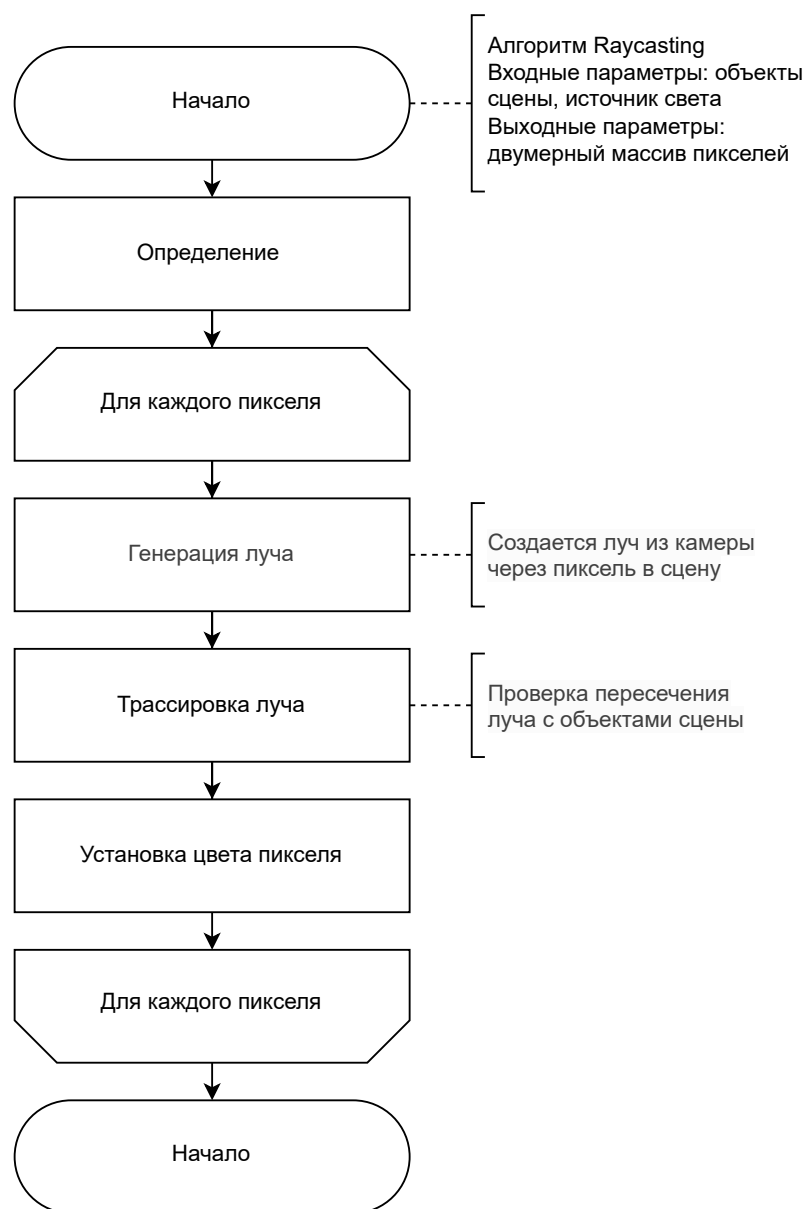 Начало
Алгоритм Raycasting
Входные параметры: объекты
сцены, источник света
Выходные параметры:
двумерный массив пикселей
Определение
Для каждого пикселя
Генерация луча
Создается луч из камеры
через пиксель в сцену
Трассировка луча
Проверка пересечения
луча с объектами сцены
Установка цвета пикселя
Для каждого пикселя
Начало